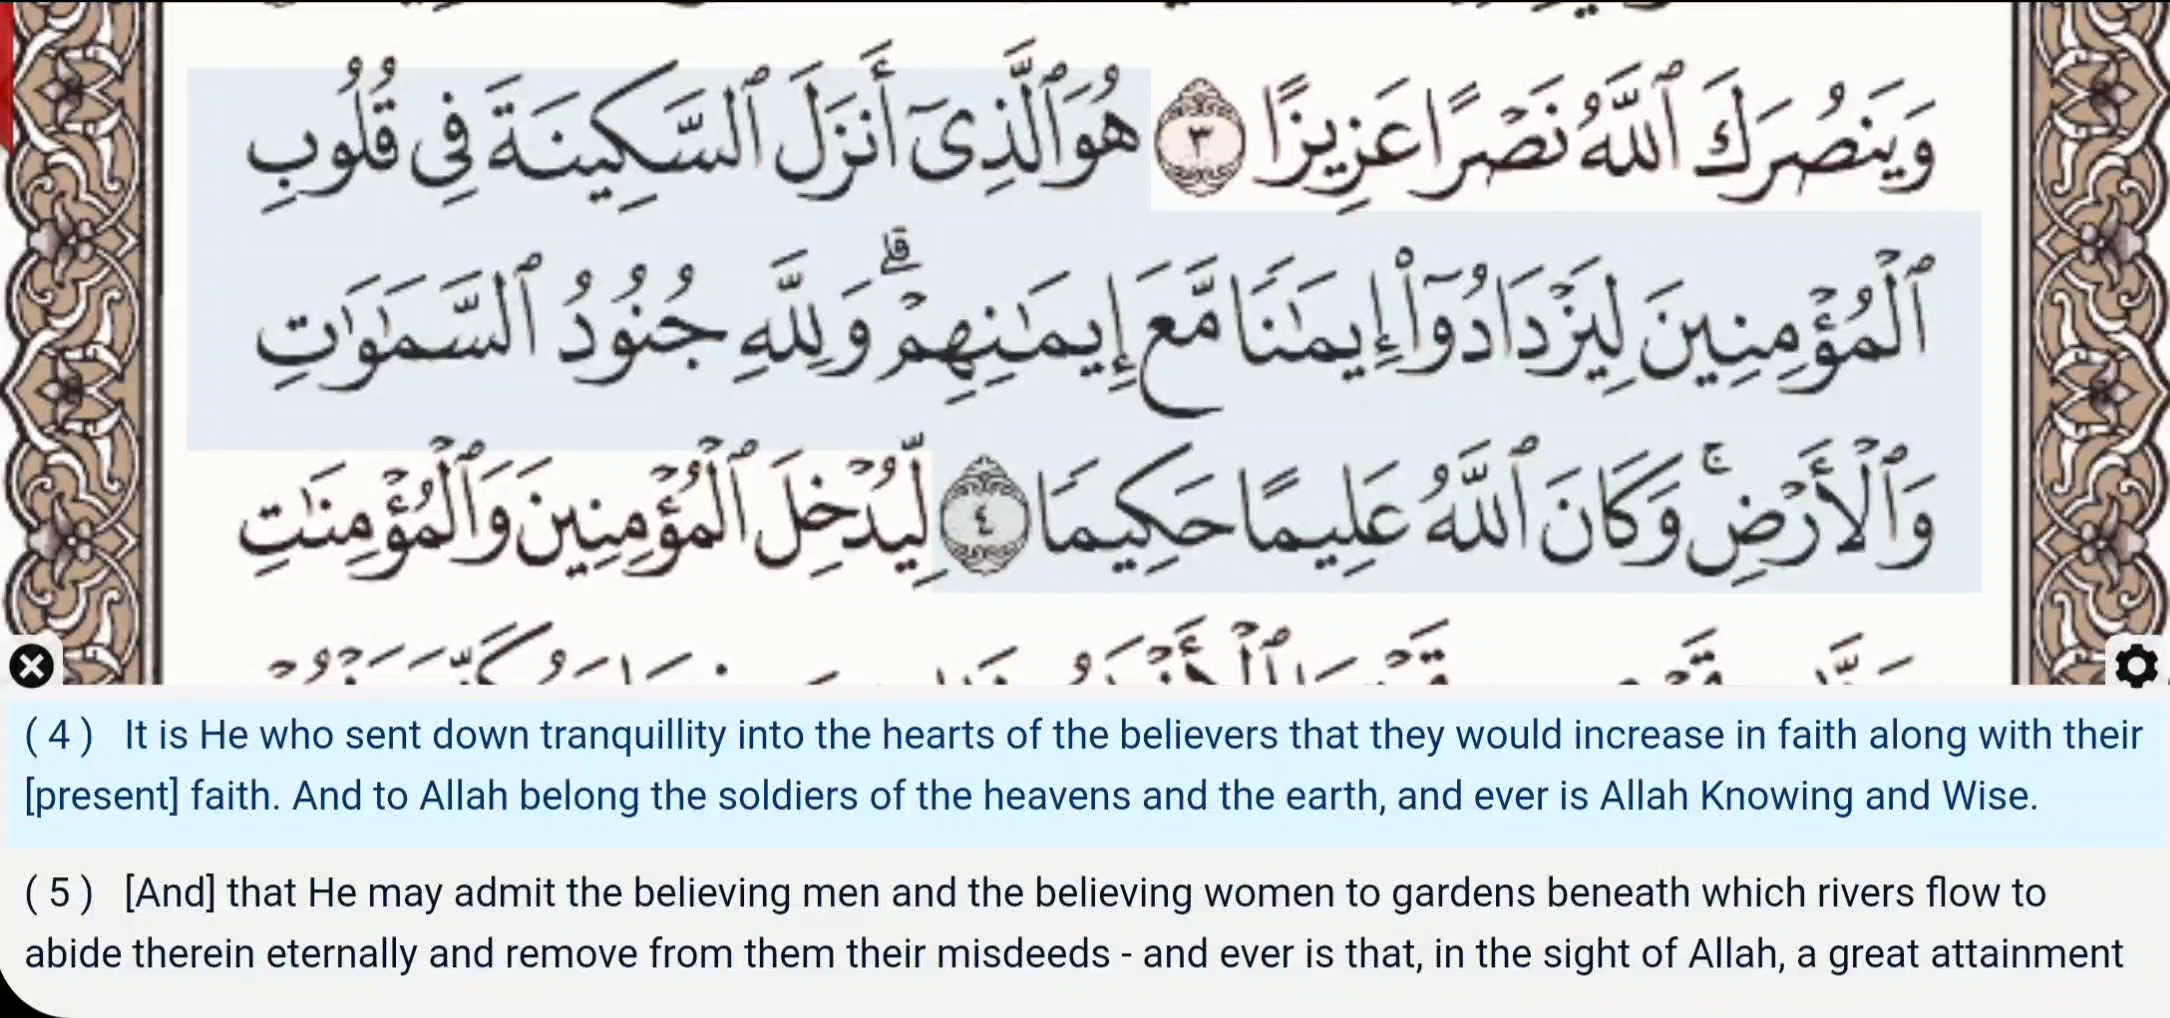 وَيَنصُرَكَ ٱللَّهُ نَصْرًا عَزِيزًا ٣ هُوَ ٱلَّذِىٓ أَنزَلَ ٱلسَّكِينَةَ فِى قُلُوبِ
ٱلْمُؤْمِنِينَ لِيَزْدَادُوٓا۟ إِيمَٰنًا مَّعَ إِيمَٰنِهِمْ ۗ وَلِلَّهِ جُنُودُ ٱلسَّمَٰوَٰتِ
وَٱلْأَرْضِ ۚ وَكَانَ ٱللَّهُ عَلِيمًا حَكِيمًا ٤ لِّيُدْخِلَ ٱلْمُؤْمِنِينَ وَٱلْمُؤْمِنَٰتِ
( 4 ) It is He who sent down tranquillity into the hearts of the believers that they would increase in faith along with their
[present] faith. And to Allah belong the soldiers of the heavens and the earth, and ever is Allah Knowing and Wise.
( 5 ) [And] that He may admit the believing men and the believing women to gardens beneath which rivers flow to
abide therein eternally and remove from them their misdeeds - and ever is that, in the sight of Allah, a great attainment